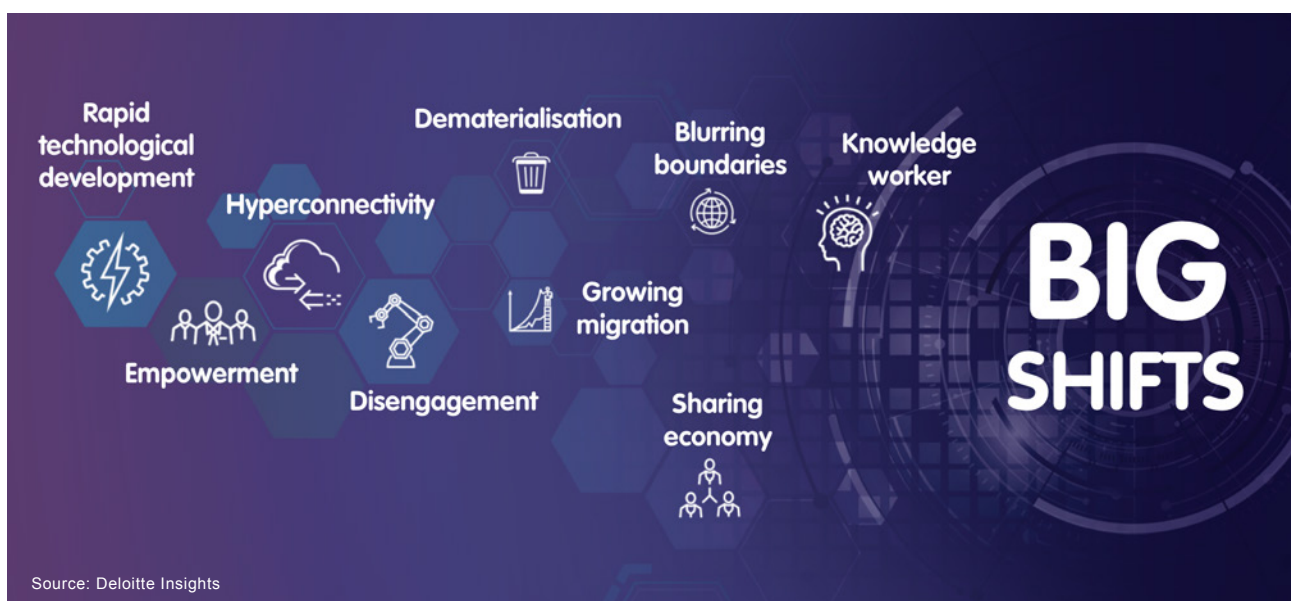 Rapid
technological
development
Hyperconnectivity
Empowerment
Disengagement
Dematerialisation
Growing
migration
Blurring
boundaries
Sharing
economy
Knowledge
worker
BIG
SHIFTS
Source: Deloitte Insights